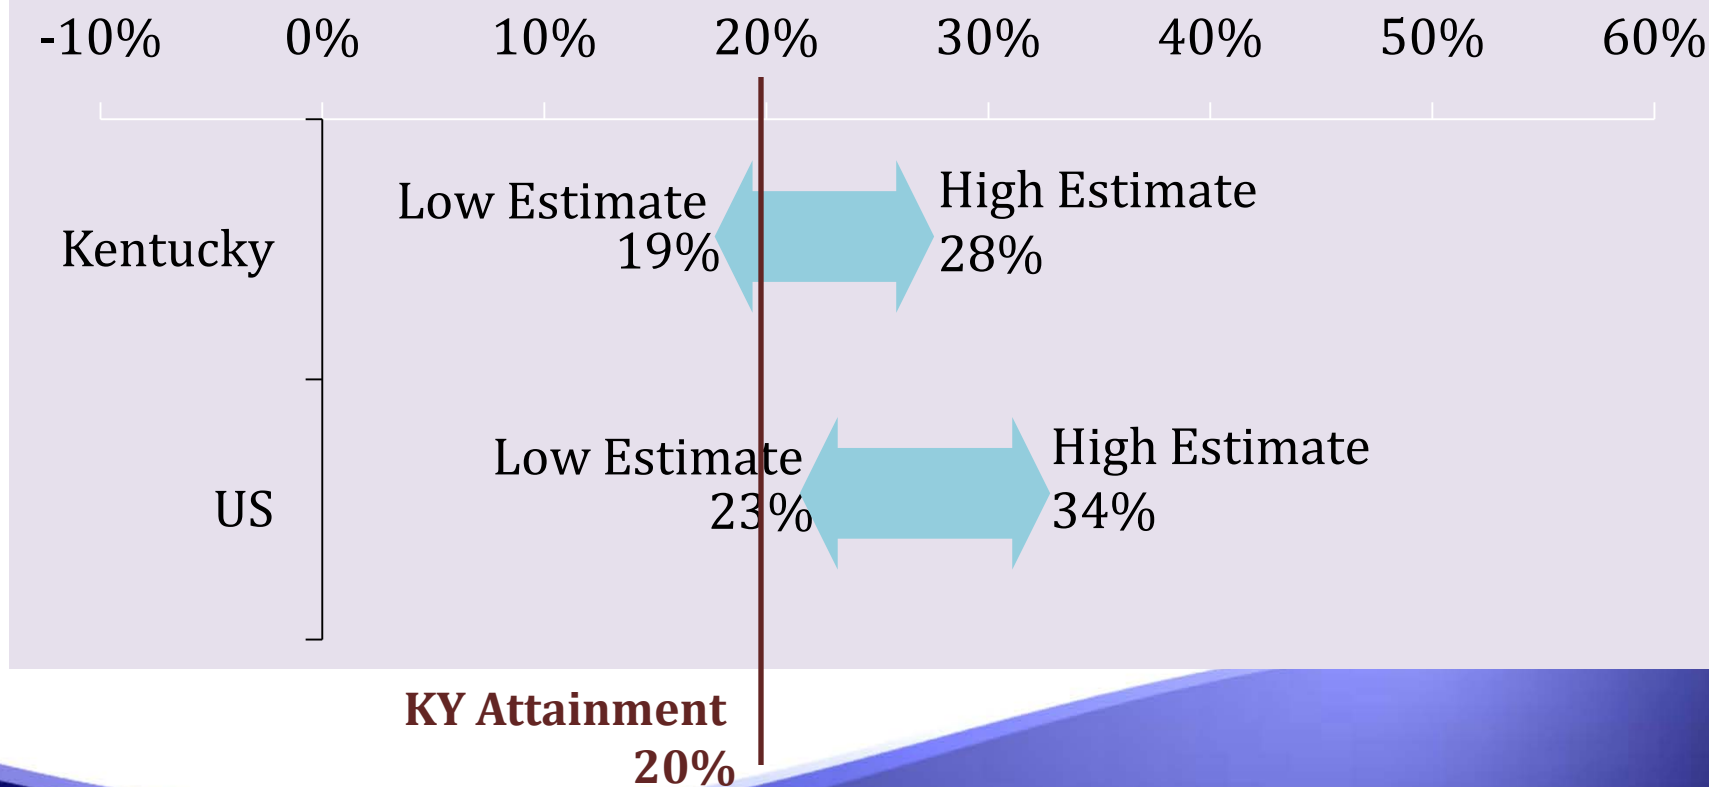 -10% 0% 10% 20% 30% 40% 50% 60%
Kentucky
Low Estimate
19%
High Estimate
28%
US
Low Estimate
23%
High Estimate
34%
KY Attainment
20%